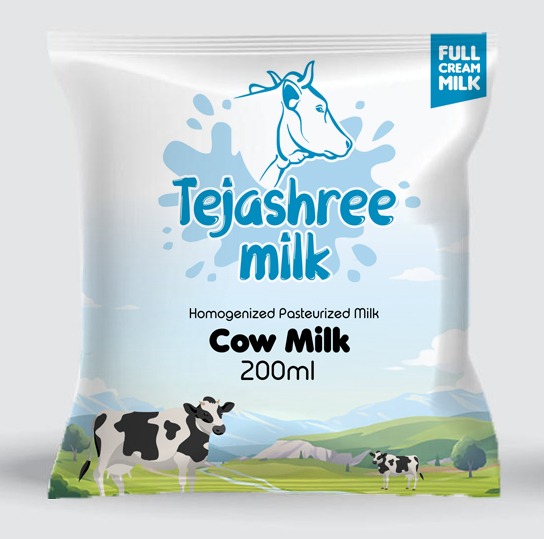 FULL
CREAM
MILK
Tejashree
milk
Homogenized Pasteurized Milk
Cow Milk
200ml